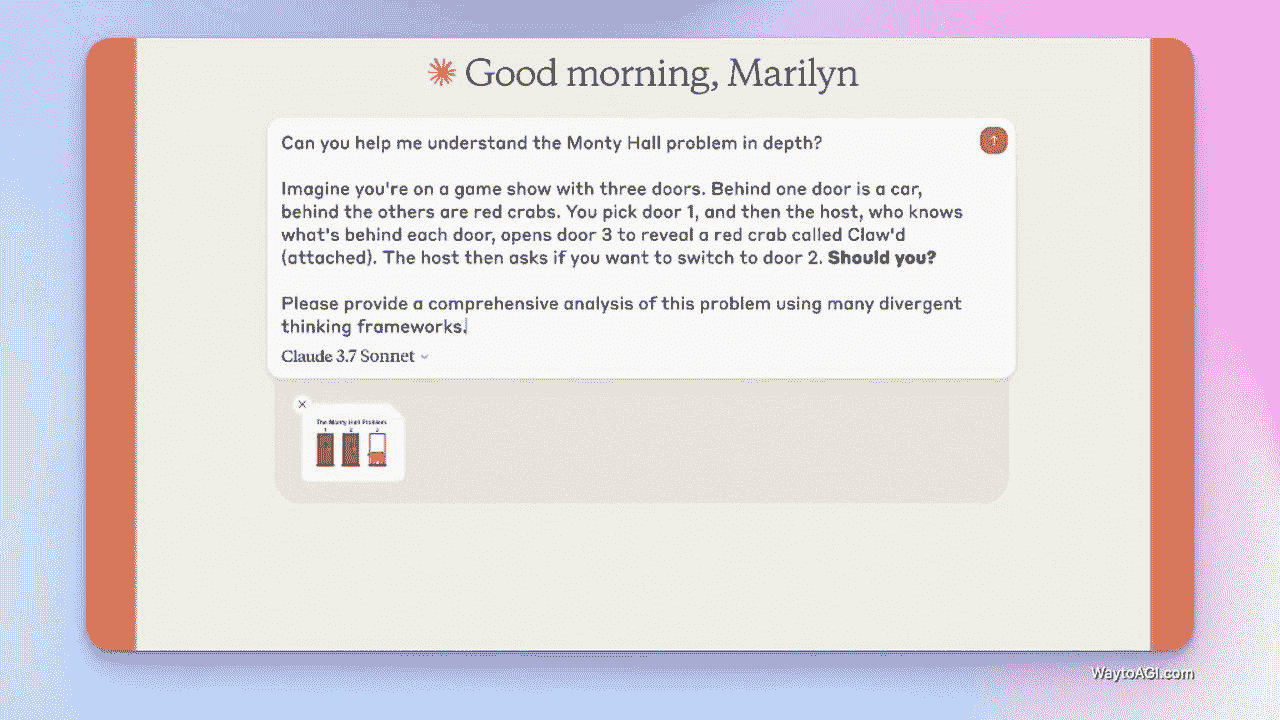 Good morning, Marilyn
Can you help me understand the Monty Hall problem in depth?
Imagine you're on a game show with three doors. Behind one door is a car,
behind the others are red crabs. You pick door 1, and then the host, who knows
what's behind each door, opens door 3 to reveal a red crab called Claw'd
(attached). The host then asks if you want to switch to door 2. Should you?
Please provide a comprehensive analysis of this problem using many divergent
thinking frameworks.
Claude 3.7 Sonnet
The Monty Hall Problem
1 2 3
WaytoAGI.com